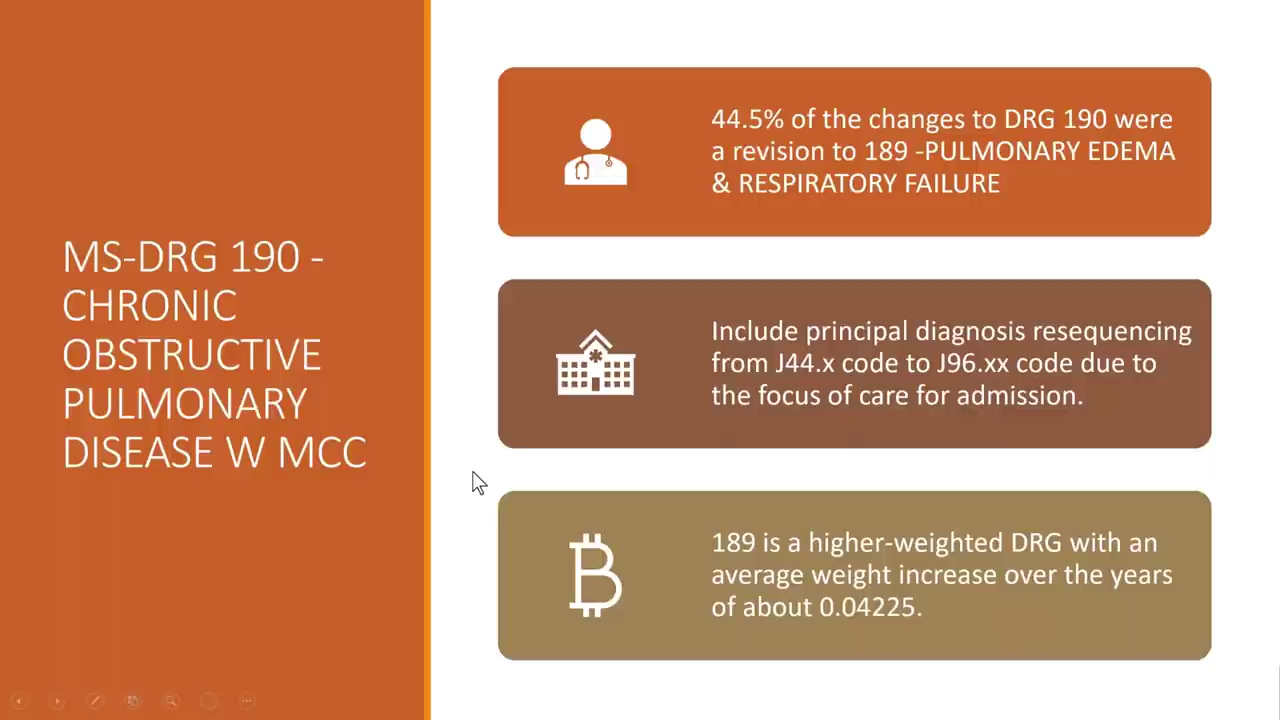 MS-DRG 190 -
CHRONIC
OBSTRUCTIVE
PULMONARY
DISEASE W MCC
44.5% of the changes to DRG 190 were
a revision to 189 -PULMONARY EDEMA
& RESPIRATORY FAILURE
Include principal diagnosis resequencing
from J44.x code to J96.xx code due to
the focus of care for admission.
189 is a higher-weighted DRG with an
average weight increase over the years
of about 0.04225.